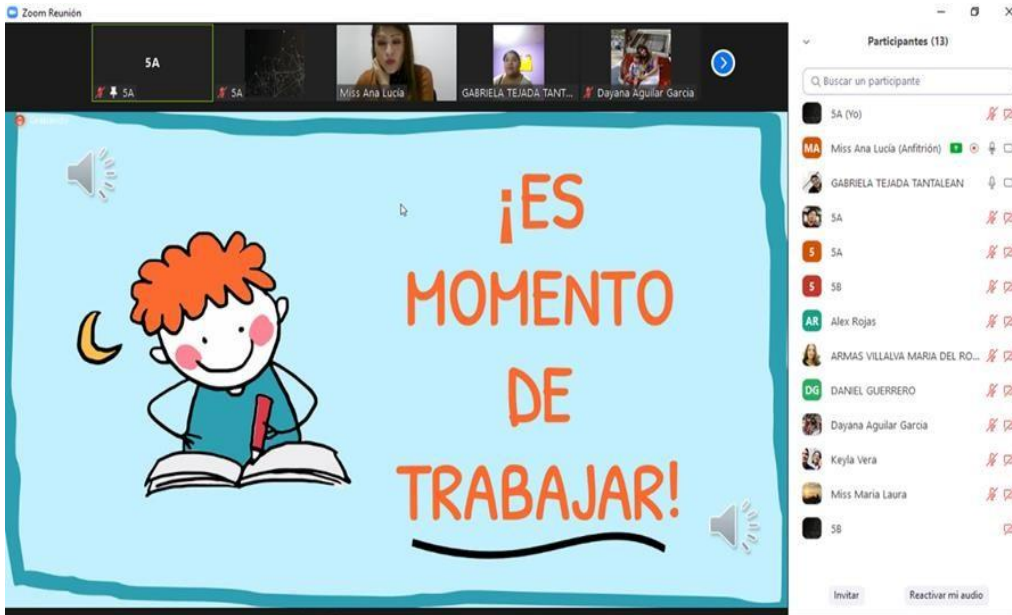 Zoom Reunión
5A
5A
5A
Miss Ana Lucía
GABRIELA TEJADA TANT...
Dayana Aguilar Garcia
¡ES
MOMENTO
DE
TRABAJAR!
Participantes (13)
Buscar un participante
5A (Yo)
MA Miss Ana Lucía (Anfitrión)
GABRIELA TEJADA TANTALEAN
5A
5 5A
5 5B
AR Alex Rojas
ARMAS VILLALVA MARIA DEL RO...
DG DANIEL GUERRERO
Dayana Aguilar Garcia
Keyla Vera
Miss Maria Laura
5B
Invitar Reactivar mi audio